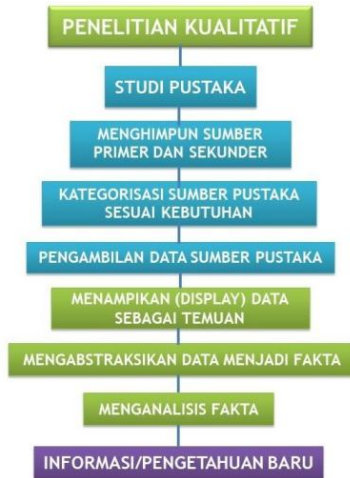 PENELITIAN KUALITATIF
STUDI PUSTAKA
MENGHIMPUN SUMBER
PRIMER DAN SEKUNDER
KATEGORISASI SUMBER PUSTAKA
SESUAI KEBUTUHAN
PENGAMBILAN DATA SUMBER PUSTAKA
MENAMPIKAN (DISPLAY) DATA
SEBAGAI TEMUAN
MENGABSTRAKSIKAN DATA MENJADI FAKTA
MENGANALISIS FAKTA
INFORMASI/PENGETAHUAN BARU